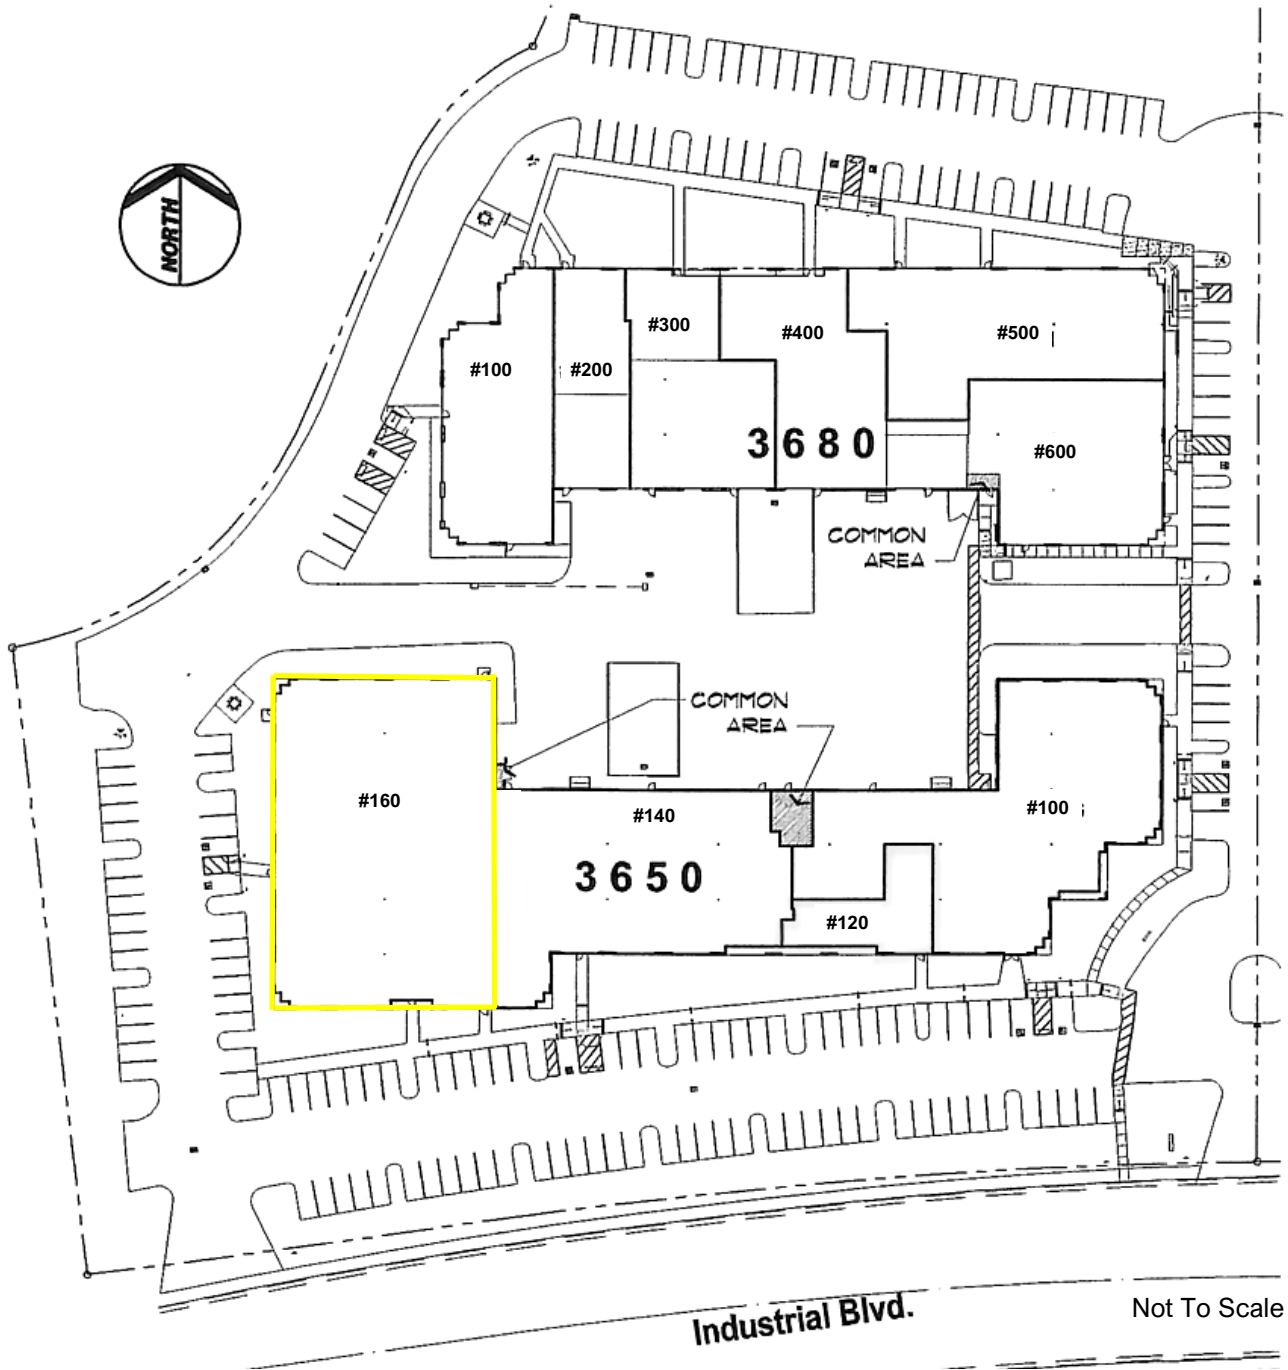 NORTH
#300
#400
#500
#100
#200
3680
#600
COMMON
AREA
COMMON
AREA
#160
#140
#100
3650
#120
Industrial Blvd.
Not To Scale